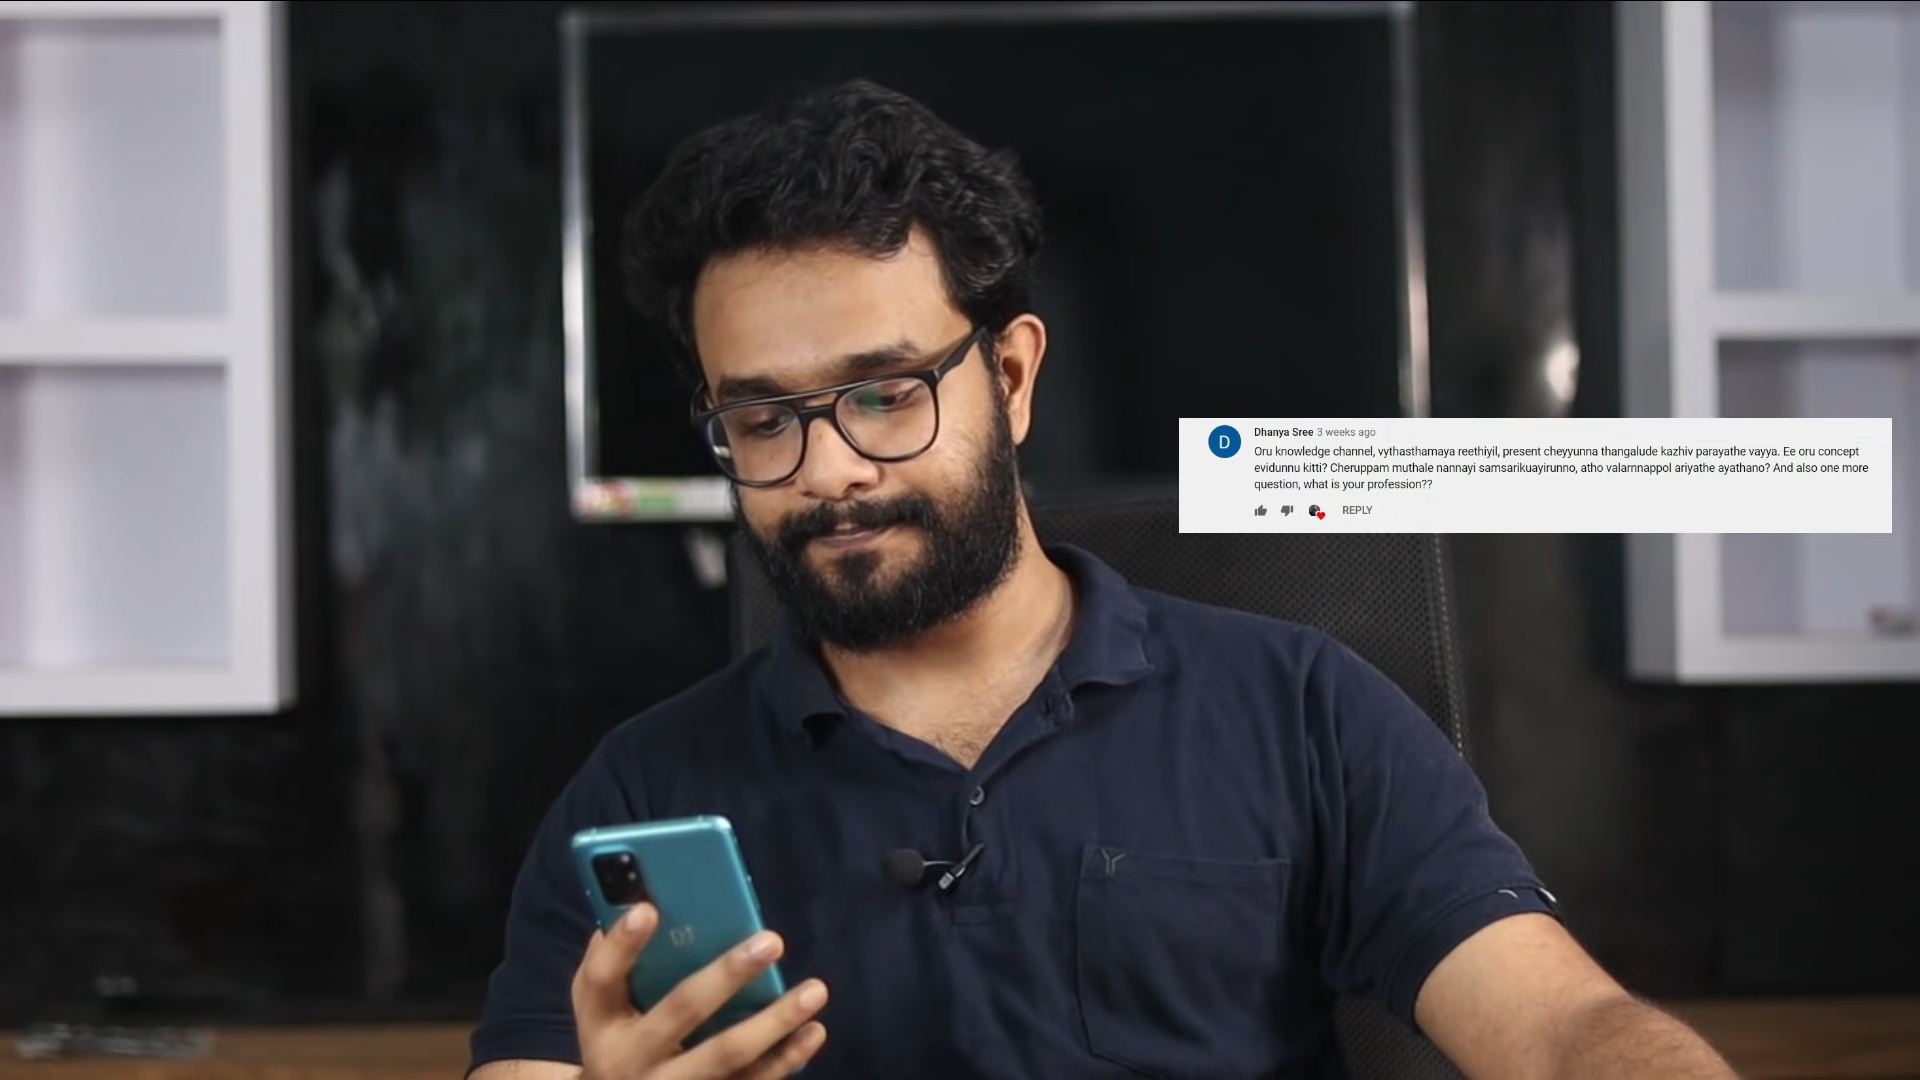 D
Dhanya Sree 3 weeks ago
Oru knowledge channel, vythasthamaya reethiyil, present cheyyunna thangalude kazhiv parayathe vayya. Ee oru concept
evidunnu kitti? Cheruppam muthale nannayi samsarikuayirunno, atho valarnnappol ariyathe ayathano? And also one more
question, what is your profession??
REPLY